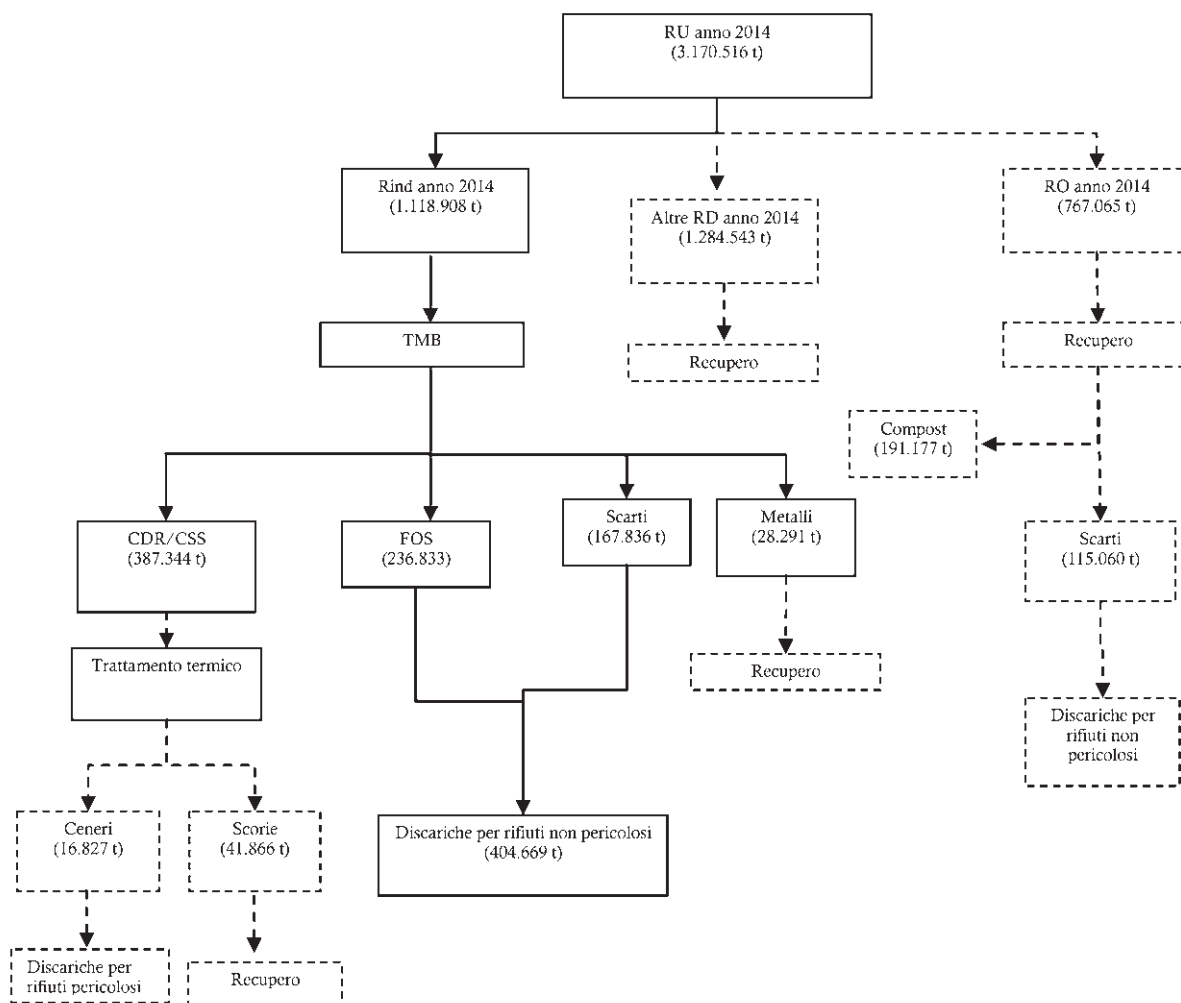 RU anno 2014
(3.170.516 t)
Rind anno 2014
(1.118.908 t)
Altre RD anno 2014
(1.284.543 t)
RO anno 2014
(767.065 t)
TMB
Recupero
Recupero
Compost
(191.177 t)
CDR/CSS
(387.344 t)
FOS
(236.833)
Scarti
(167.836 t)
Metalli
(28.291 t)
Scarti
(115.060 t)
Trattamento termico
Recupero
Discariche per
rifiuti non
pericolosi
Ceneri
(16.827 t)
Scorie
(41.866 t)
Discariche per rifiuti non pericolosi
(404.669 t)
Discariche per
rifiuti pericolosi
Recupero